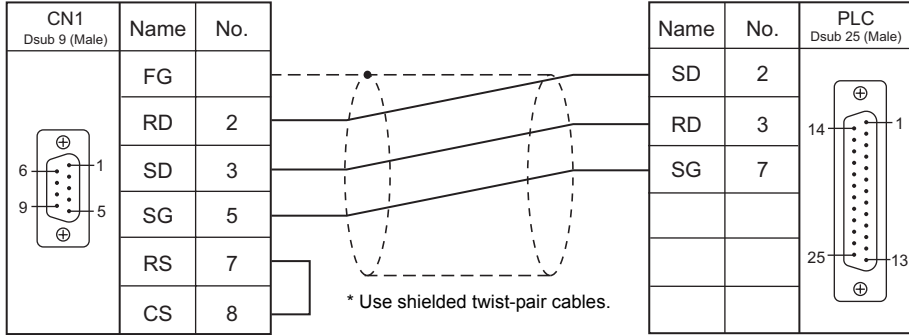 CN1
Dsub 9 (Male)
Name No.
FG
RD 2
SD 3
SG 5
RS 7
CS 8
1
6
9
5
* Use shielded twist-pair cables.
Name No.
PLC
Dsub 25 (Male)
SD 2
RD 3
SG 7
14
1
25
13